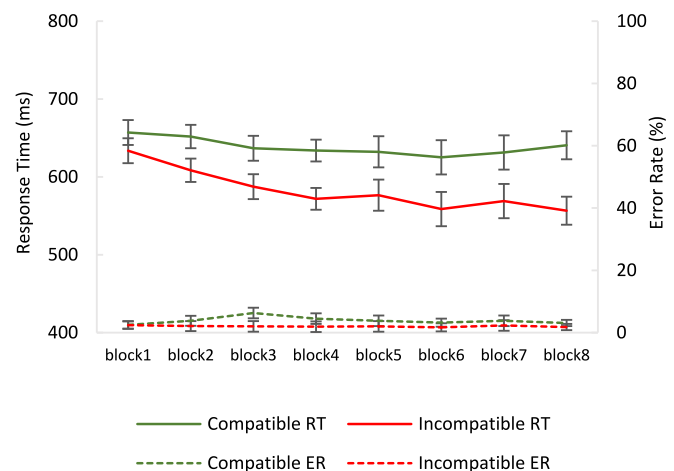 800
700
600
500
400
Response Time (ms)
100
80
60
40
20
0
Error Rate (%)
block1 block2 block3 block4 block5 block6 block7 block8
Compatible RT Incompatible RT
Compatible ER Incompatible ER